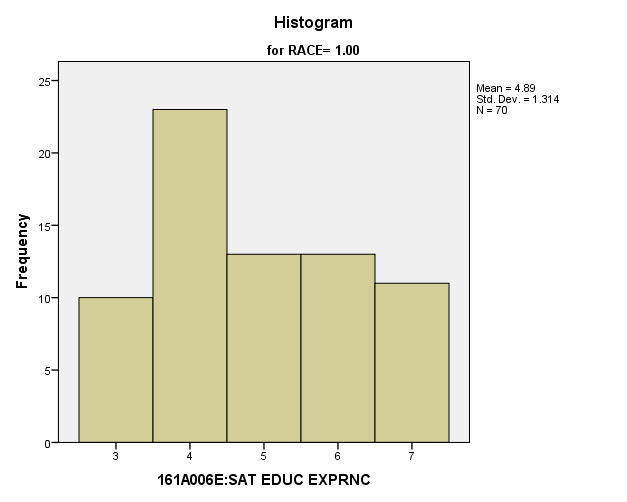 Histogram
for RACE= 1.00
Mean = 4.89
Std. Dev. = 1.314
N = 70
Frequency
25
20
15
10
5
0
3 4 5 6 7
161A006E:SAT EDUC EXPRNC